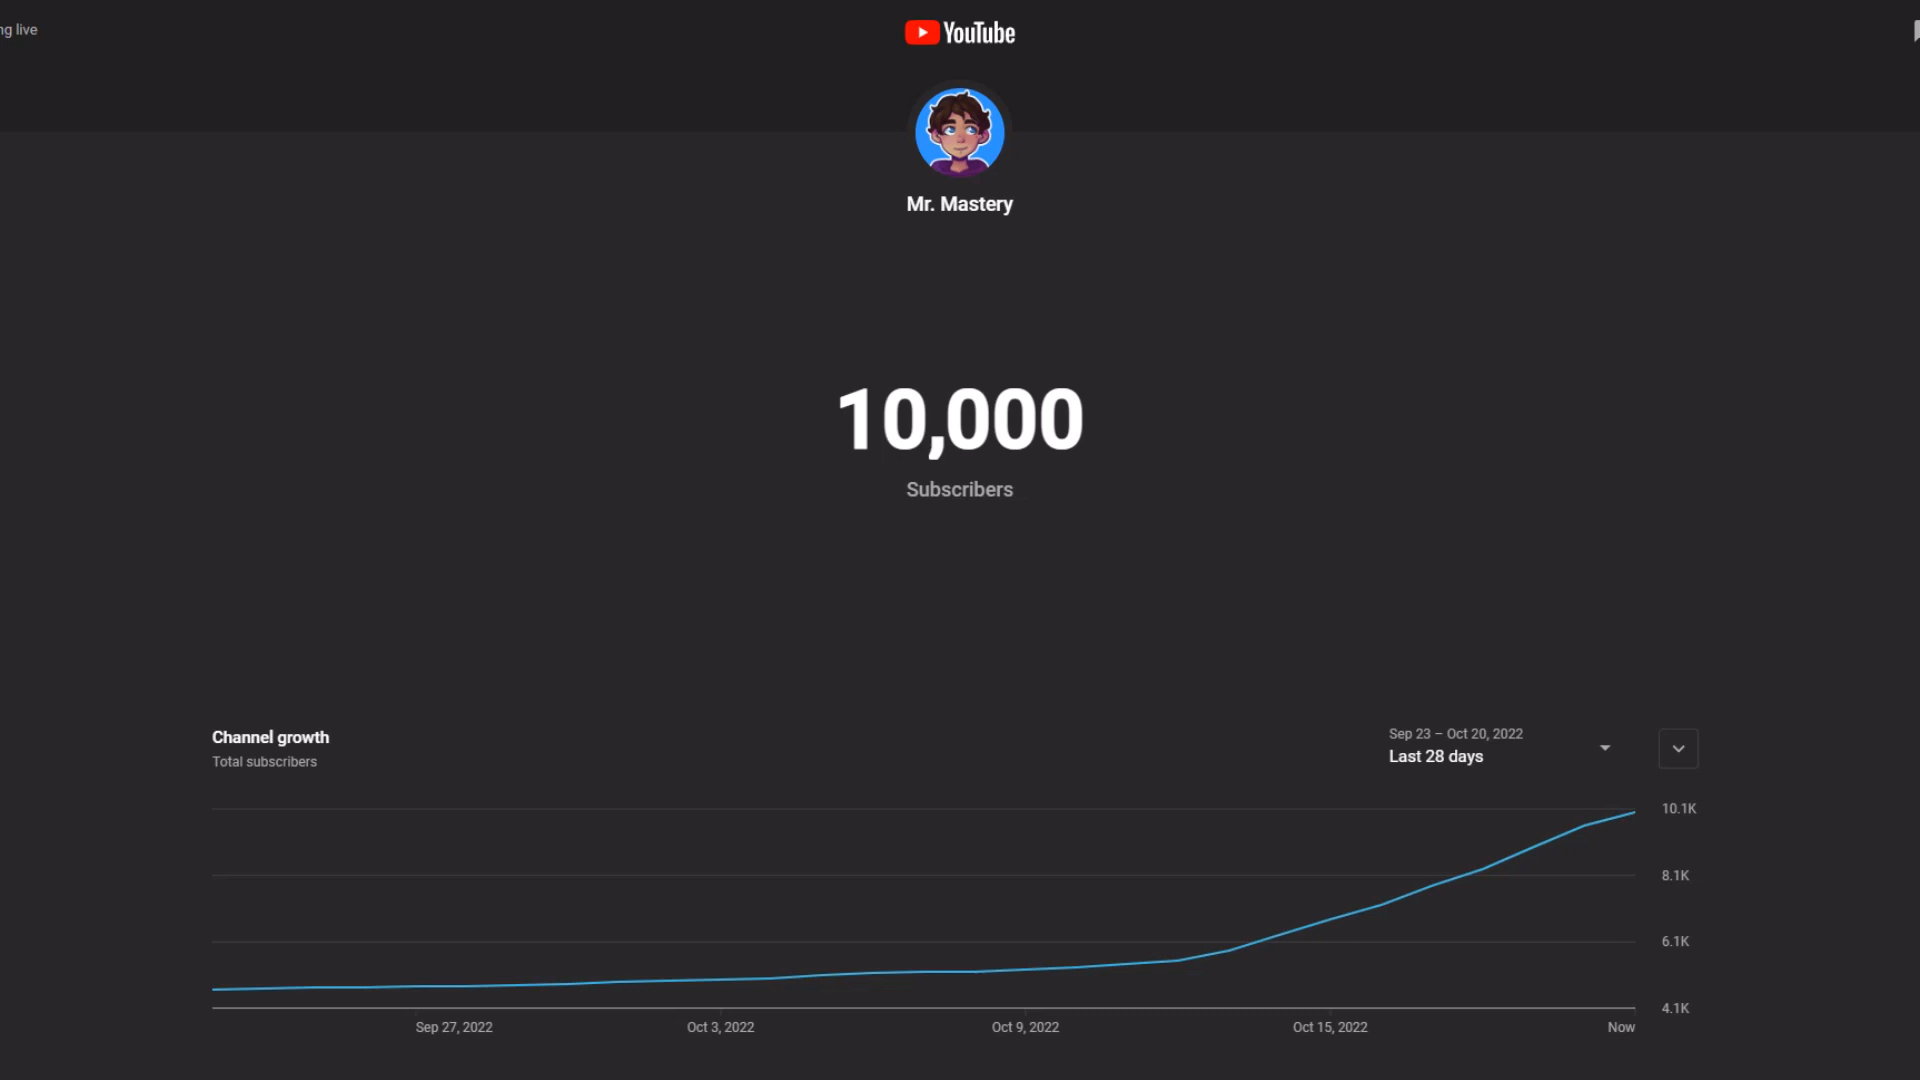 ng live
YouTube
Mr. Mastery
10,000
Subscribers
Channel growth
Total subscribers
Sep 23 – Oct 20, 2022
Last 28 days
10.1K
8.1K
6.1K
4.1K
Sep 27, 2022
Oct 3, 2022
Oct 9, 2022
Oct 15, 2022
Now